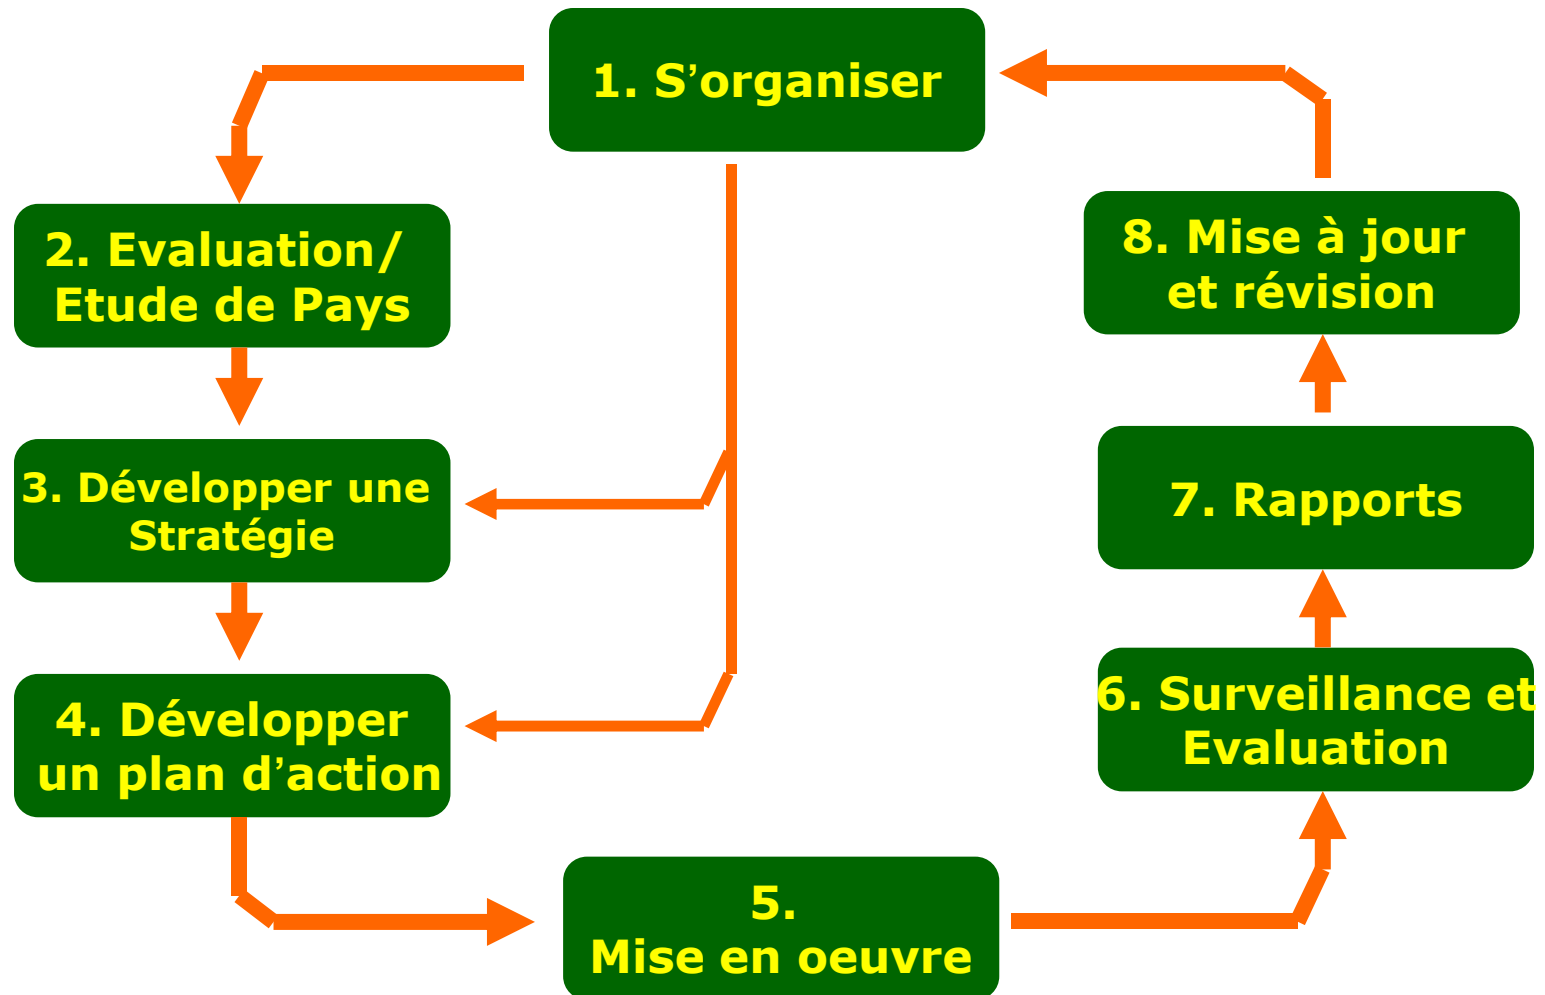 1. S’organiser
2. Evaluation/
Etude de Pays
3. Développer une
Stratégie
4. Développer
un plan d’action
5.
Mise en oeuvre
6. Surveillance et
Evaluation
7. Rapports
8. Mise à jour
et révision